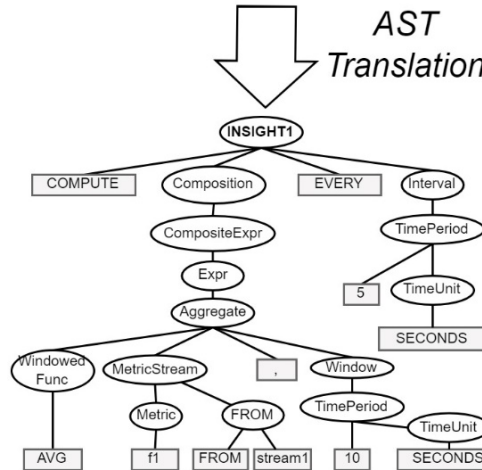 AST
Translation
INSIGHT1
COMPUTE
Composition
EVERY
Interval
CompositeExpr
TimePeriod
Expr
5
TimeUnit
Aggregate
SECONDS
Windowed
Func
MetricStream
,
Window
Metric
FROM
TimePeriod
TimeUnit
AVG
f1
FROM
stream1
10
SECONDS